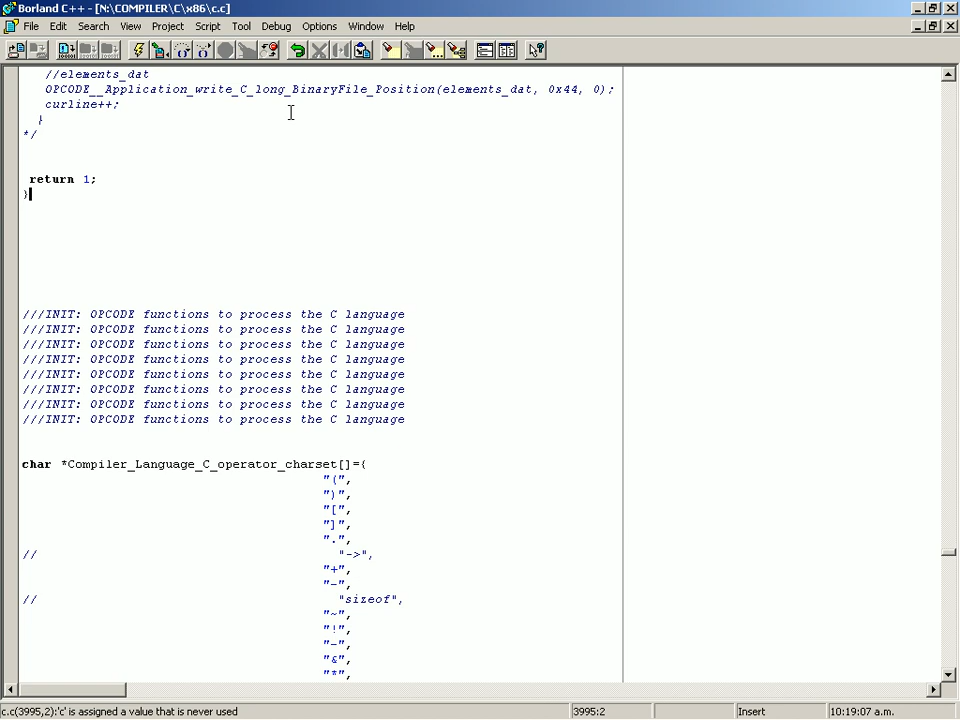 Borland C++ - [N:\COMPILER\C\x86\c.c]
File Edit Search View Project Script Tool Debug Options Window Help
//elements_dat
OPCODE__Application_write_C_long_BinaryFile_Position(elements_dat, 0x44, 0);
curline++;
}
*/
return 1;
}
///INIT: OPCODE functions to process the C language
///INIT: OPCODE functions to process the C language
///INIT: OPCODE functions to process the C language
///INIT: OPCODE functions to process the C language
///INIT: OPCODE functions to process the C language
///INIT: OPCODE functions to process the C language
///INIT: OPCODE functions to process the C language
///INIT: OPCODE functions to process the C language
char *Compiler_Language_C_operator_charset[]={
"(",
")",
"[",
"]",
".",
// "->",
"+",
"-",
// "sizeof",
"~",
"!",
"-",
"&",
"*",
c.c(3995,2):'c' is assigned a value that is never used 3995:2 Insert 10:19:07 a.m.